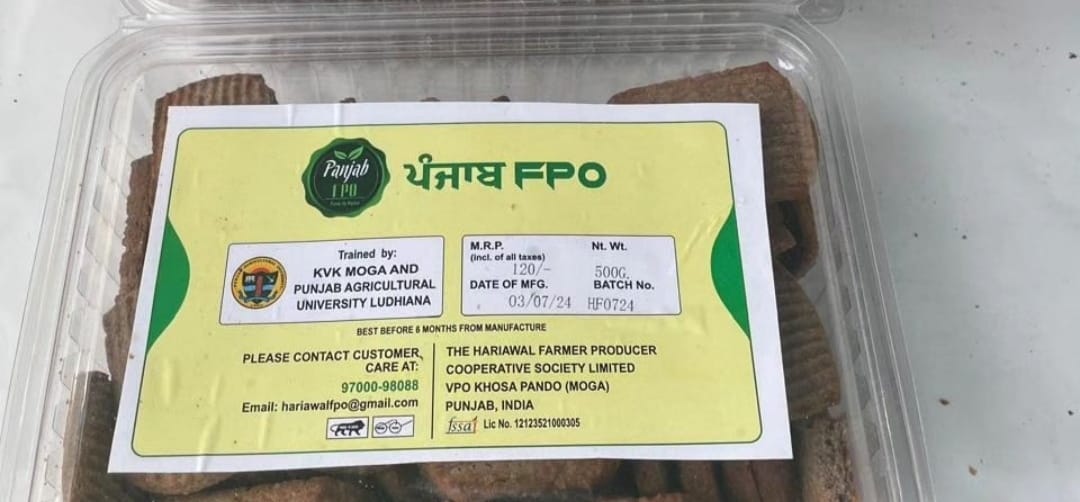 Panjab
FPO
ਪੰਜਾਬ FPO
Trained by:
KVK MOGA AND
PUNJAB AGRICULTURAL
UNIVERSITY LUDHIANA
M.R.P.
(incl. of all taxes)
120/-
DATE OF MFG.
03/07/24
Nt. Wt.
500G.
BATCH No.
HF0724
BEST BEFORE 6 MONTHS FROM MANUFACTURE
PLEASE CONTACT CUSTOMER
CARE AT:
97000-98088
Email: hariawalfpo@gmail.com
THE HARIAWAL FARMER PRODUCER
COOPERATIVE SOCIETY LIMITED
VPO KHOSA PANDO (MOGA)
PUNJAB, INDIA
fssai Lic No. 12123521000305